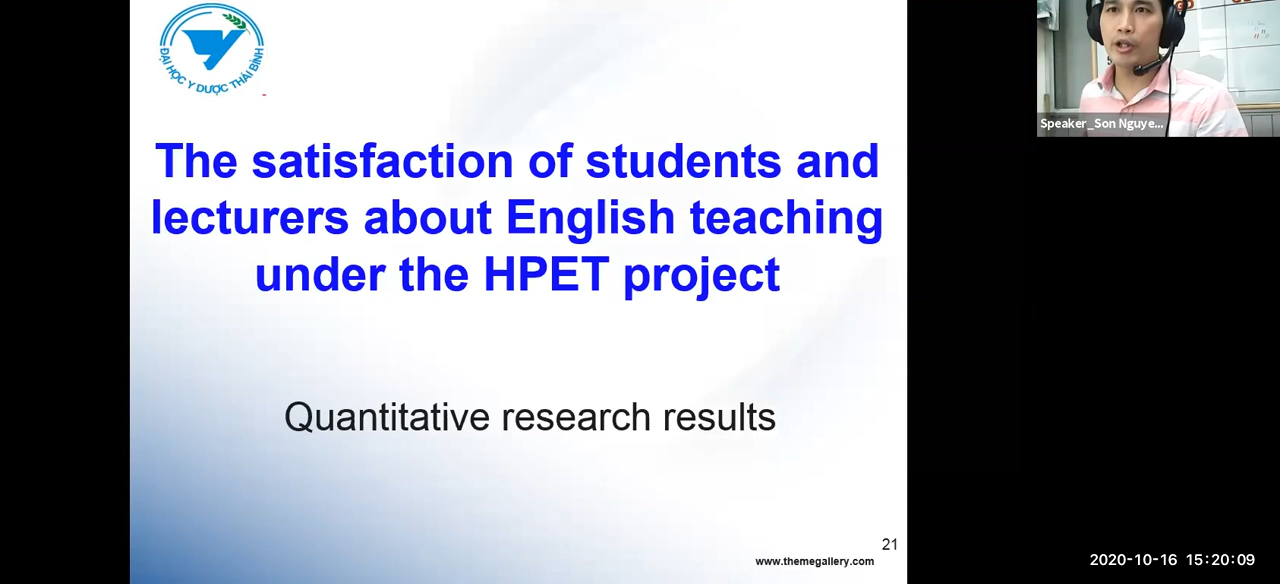 ĐẠI HỌC Y DƯỢC THÁI BÌNH
The satisfaction of students and
lecturers about English teaching
under the HPET project
Quantitative research results
21
www.themegallery.com
Speaker_Son Nguye...
2020-10-16 15:20:09